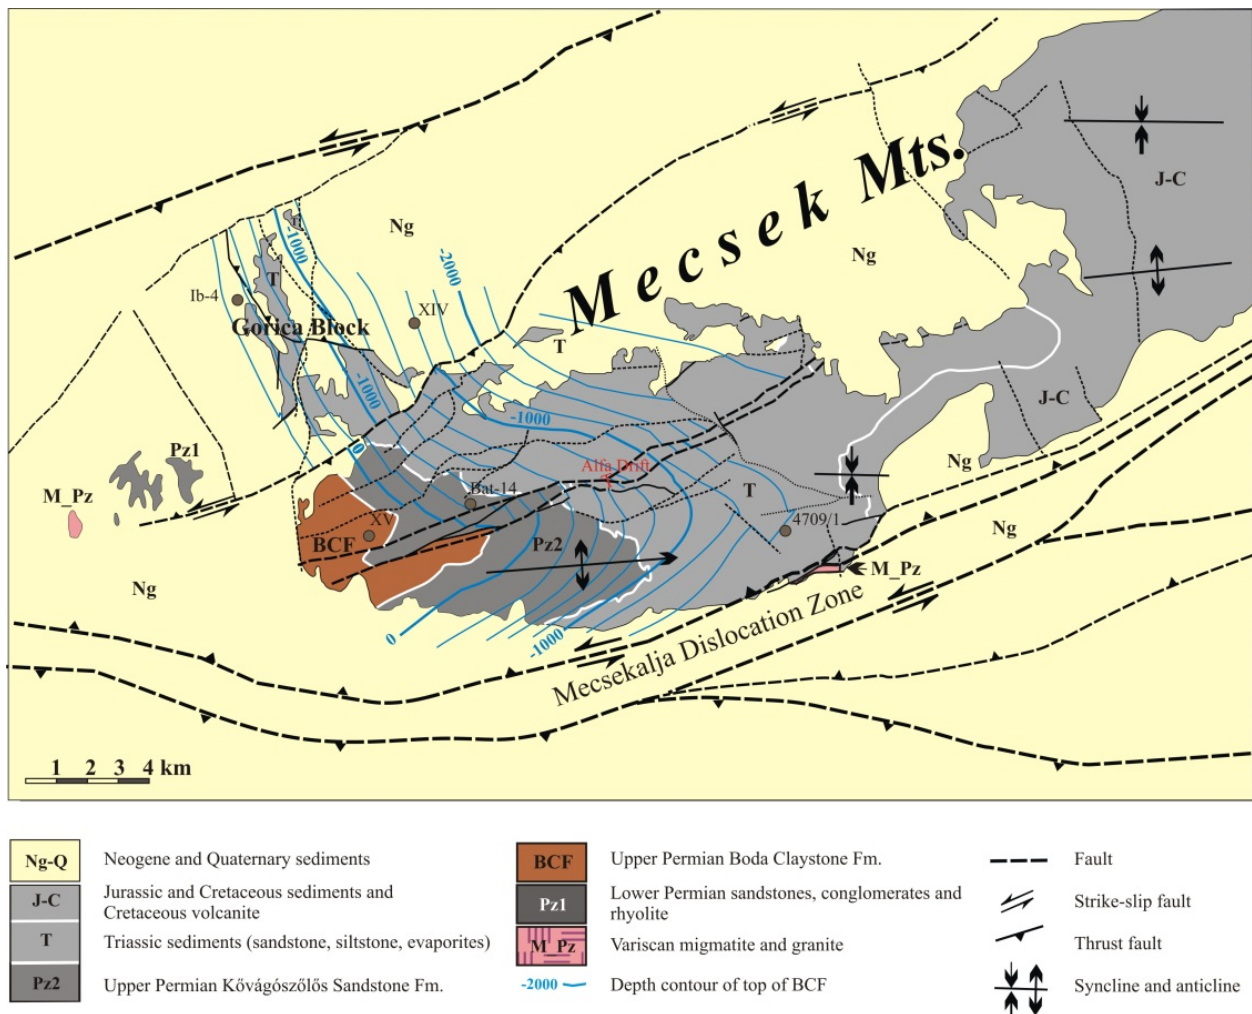 Mecsek Mts.
J-C
Ng
Ng
-1000
-2000
T
T
Ib-4
XIV
Gorica Block
T
-1000
-1000
J-C
0
Pz1
Alfa Drift
Ng
M_Pz
Bat-14
T
4709/1
XV
BCF
Pz2
Ng
M_Pz
Ng
0
-1000
Mecsekalja Dislocation Zone
1 2 3 4 km
Ng-Q Neogene and Quaternary sediments
J-C Jurassic and Cretaceous sediments and
Cretaceous volcanite
T Triassic sediments (sandstone, siltstone, evaporites)
Pz2 Upper Permian Kővágószőlős Sandstone Fm.
BCF Upper Permian Boda Claystone Fm.
Pz1 Lower Permian sandstones, conglomerates and
rhyolite
M_Pz Variscan migmatite and granite
-2000 Depth contour of top of BCF
Fault
Strike-slip fault
Thrust fault
Syncline and anticline